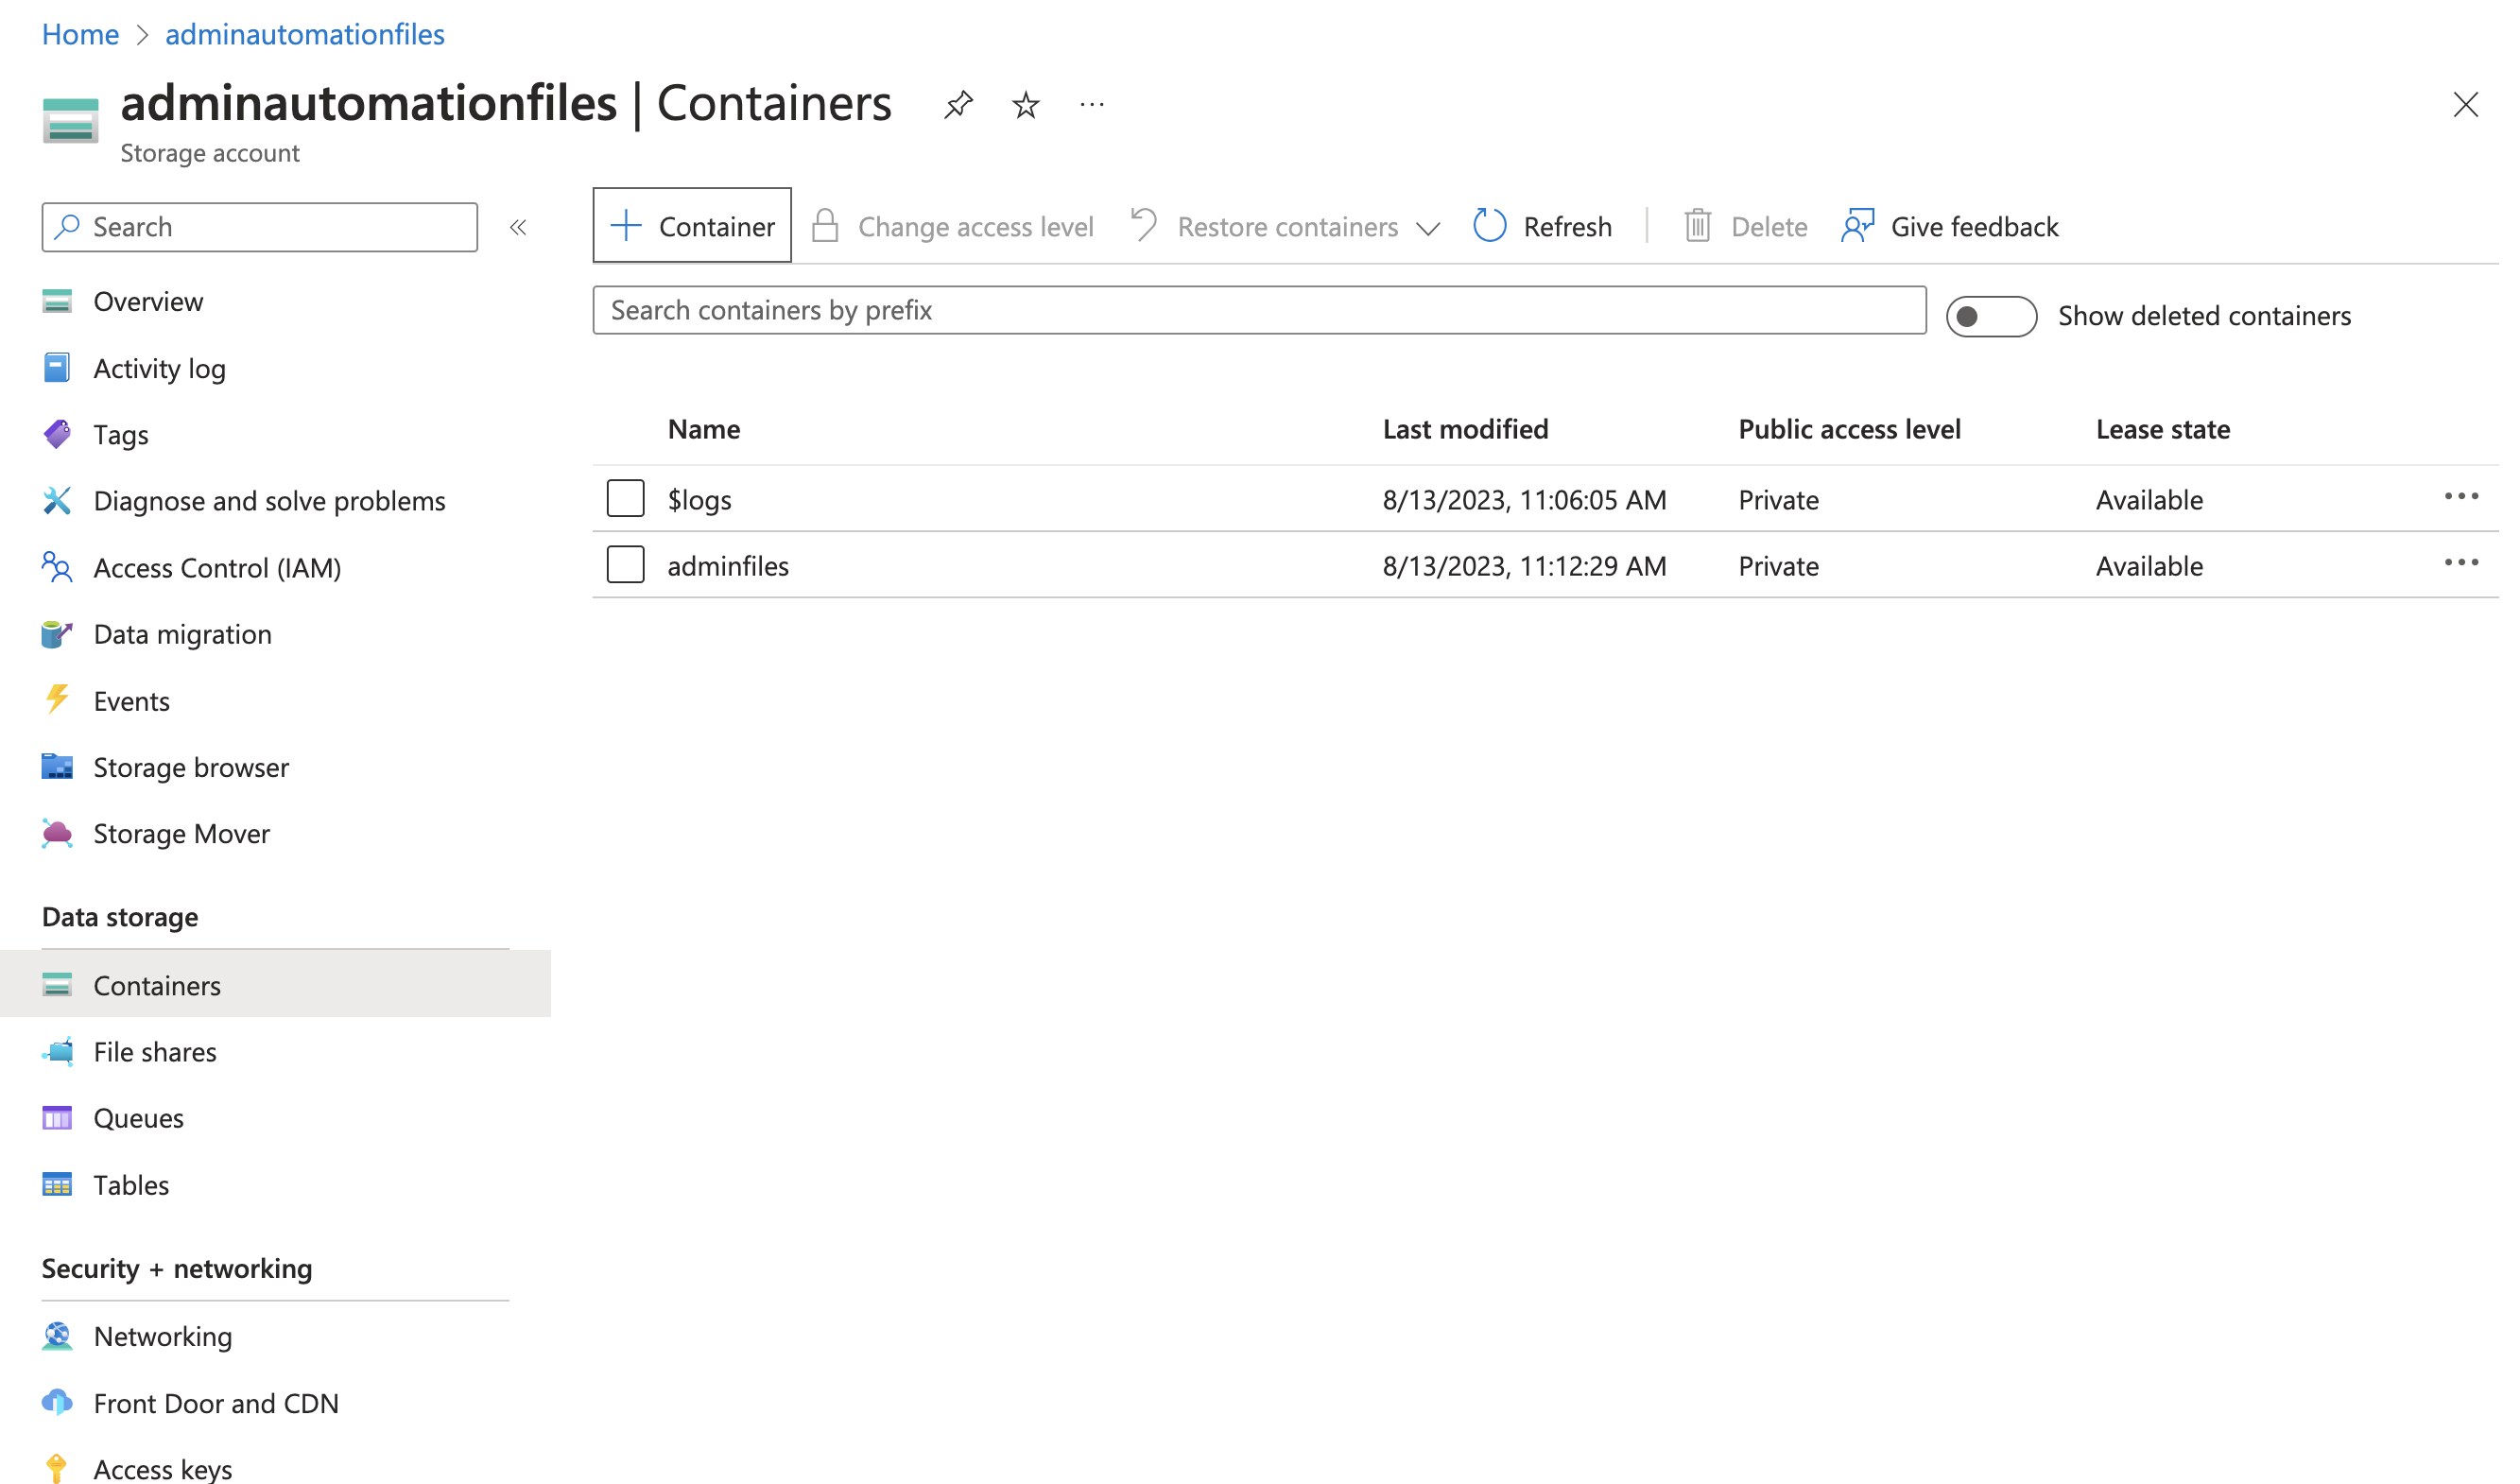 Home > adminautomationfiles
adminautomationfiles | Containers
Storage account
Search
Overview
Activity log
Tags
Diagnose and solve problems
Access Control (IAM)
Data migration
Events
Storage browser
Storage Mover
Data storage
Containers
File shares
Queues
Tables
Security + networking
Networking
Front Door and CDN
Access keys
Container Change access level Restore containers Refresh Delete Give feedback
Search containers by prefix Show deleted containers
Name Last modified Public access level Lease state
$logs 8/13/2023, 11:06:05 AM Private Available
adminfiles 8/13/2023, 11:12:29 AM Private Available